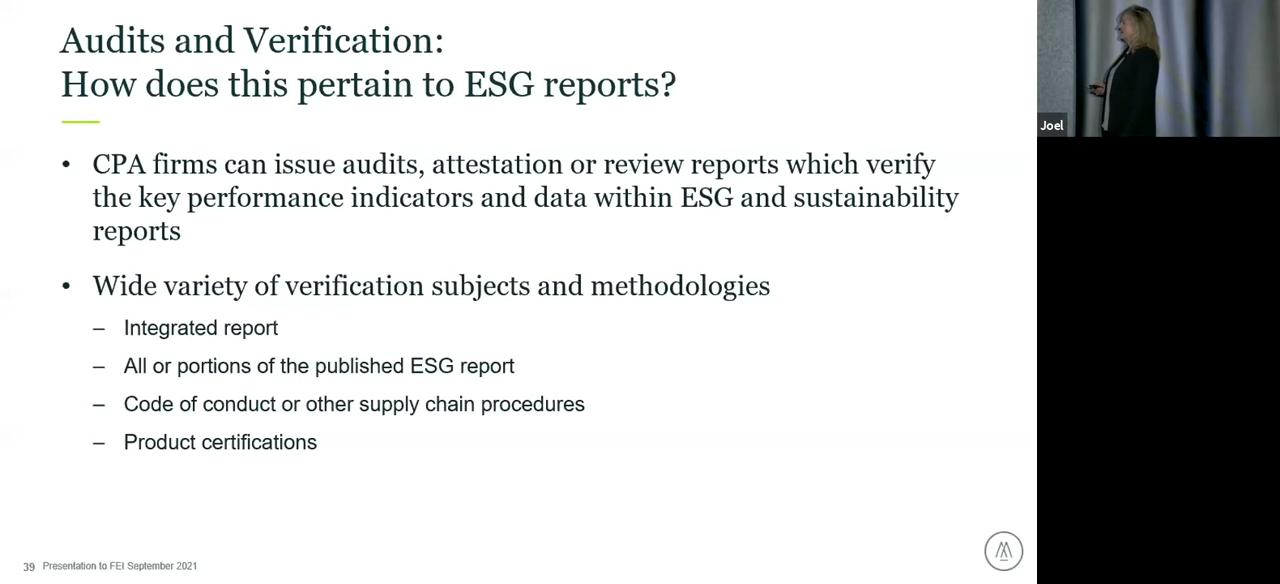 Audits and Verification:
How does this pertain to ESG reports?
• CPA firms can issue audits, attestation or review reports which verify
the key performance indicators and data within ESG and sustainability
reports
• Wide variety of verification subjects and methodologies
– Integrated report
– All or portions of the published ESG report
– Code of conduct or other supply chain procedures
– Product certifications
39 Presentation to FEI September 2021
Joel